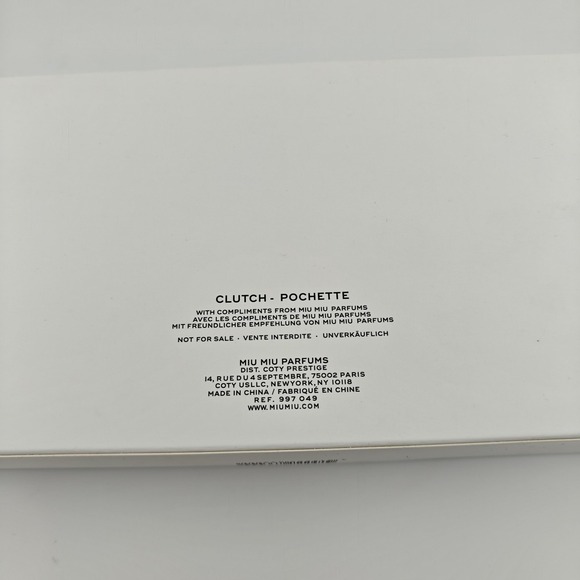 CLUTCH - POCHETTE
WITH COMPLIMENTS FROM MIU MIU PARFUMS
AVEC LES COMPLIMENTS DE MIU MIU PARFUMS
MIT FREUNDLICHER EMPFEHLUNG VON MIU MIU PARFUMS
NOT FOR SALE • VENTE INTERDITE • UNVERKÄUFLICH
MIU MIU PARFUMS
DIST. COTY PRESTIGE
14, RUE DU 4 SEPTEMBRE, 75002 PARIS
COTY US LLC, NEWYORK, NY 10118
MADE IN CHINA / FABRIQUÉ EN CHINE
REF. 997 049
WWW.MIUMIU.COM